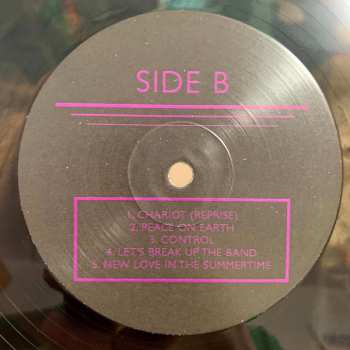 SIDE B
1. CHARIOT (REPRISE)
2. PEACE ON EARTH
3. CONTROL
4. LET'S BREAK UP THE BAND
5. NEW LOVE IN THE SUMMERTIME